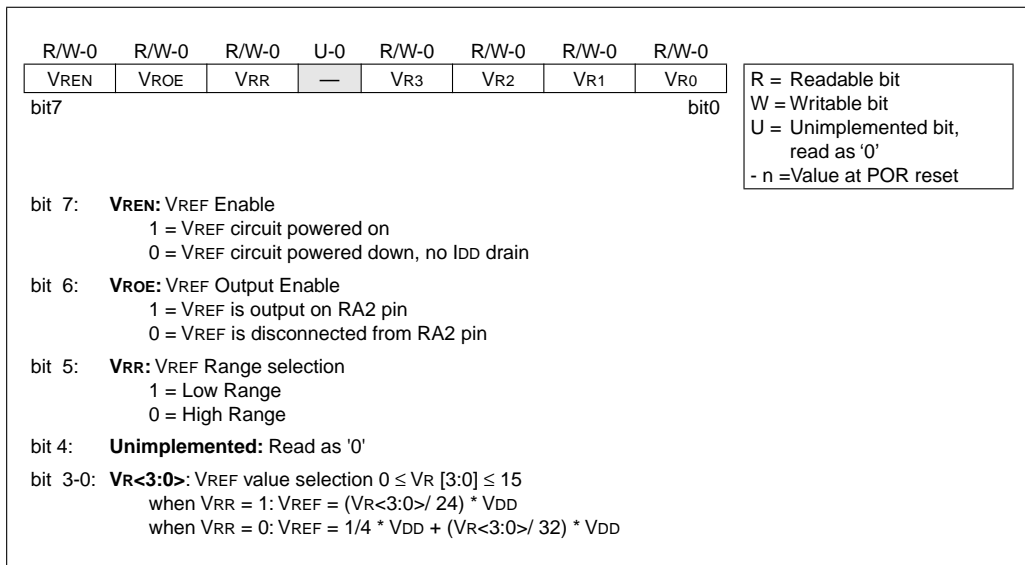 R/W-0 R/W-0 R/W-0 U-0 R/W-0 R/W-0 R/W-0 R/W-0
VREN VROE VRR — VR3 VR2 VR1 VR0
bit7 bit0
R = Readable bit
W = Writable bit
U = Unimplemented bit,
read as ‘0’
- n =Value at POR reset
bit 7: VREN: VREF Enable
1 = VREF circuit powered on
0 = VREF circuit powered down, no IDD drain
bit 6: VROE: VREF Output Enable
1 = VREF is output on RA2 pin
0 = VREF is disconnected from RA2 pin
bit 5: VRR: VREF Range selection
1 = Low Range
0 = High Range
bit 4: Unimplemented: Read as '0'
bit 3-0: VR<3:0>: VREF value selection 0 ≤ VR [3:0] ≤ 15
when VRR = 1: VREF = (VR<3:0>/ 24) * VDD
when VRR = 0: VREF = 1/4 * VDD + (VR<3:0>/ 32) * VDD